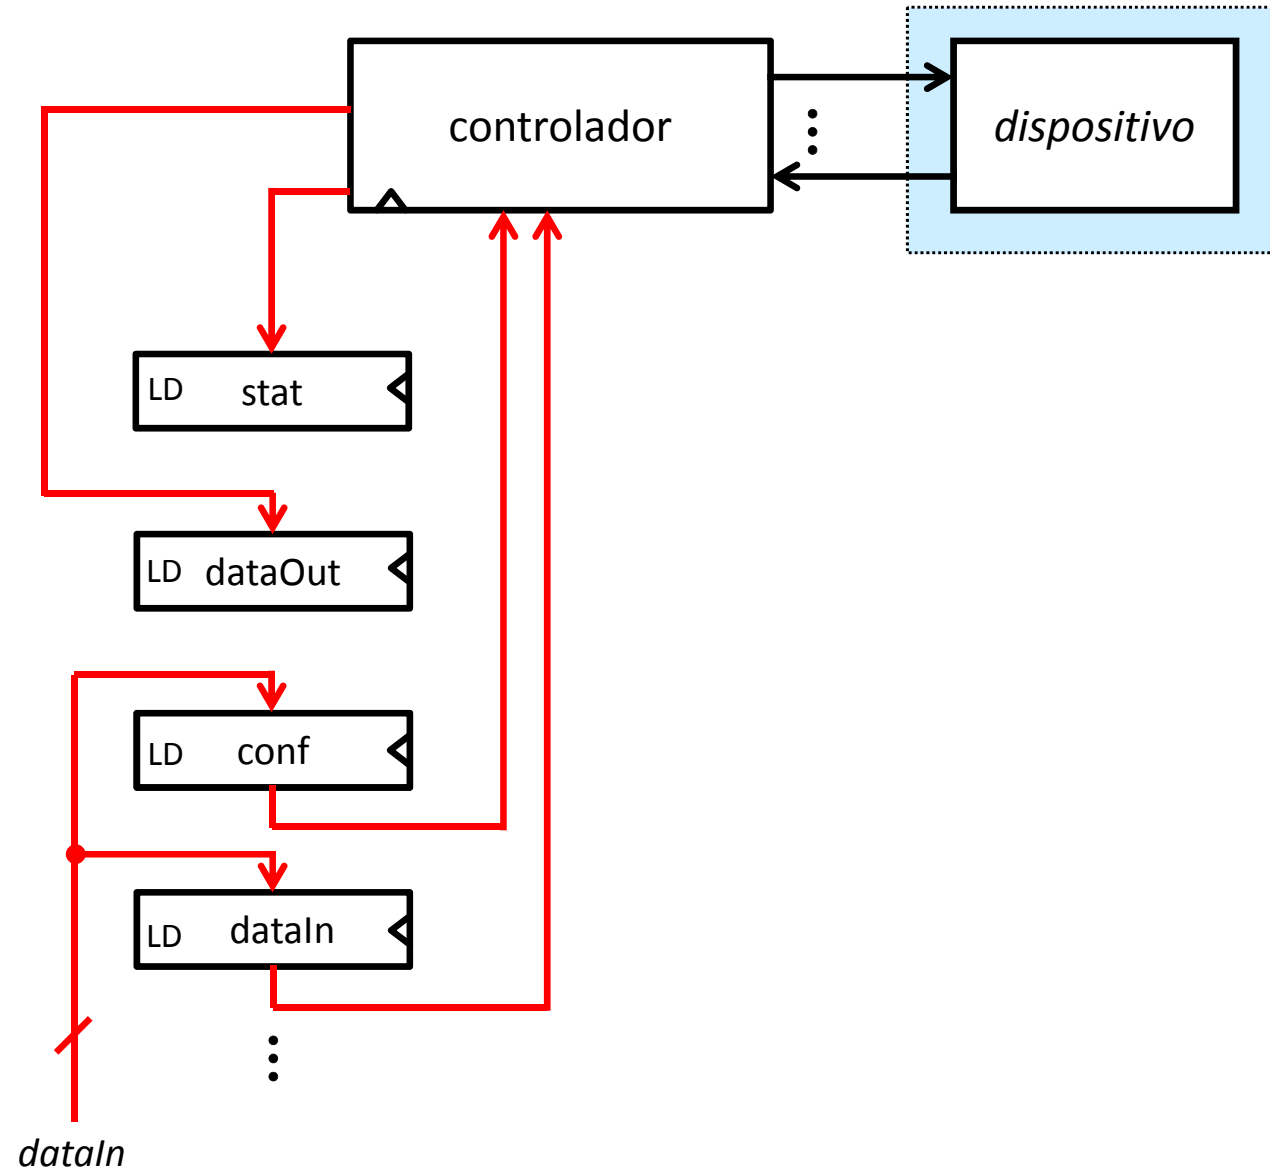 controlador
dispositivo
LD stat
LD dataOut
LD conf
LD dataIn
dataIn